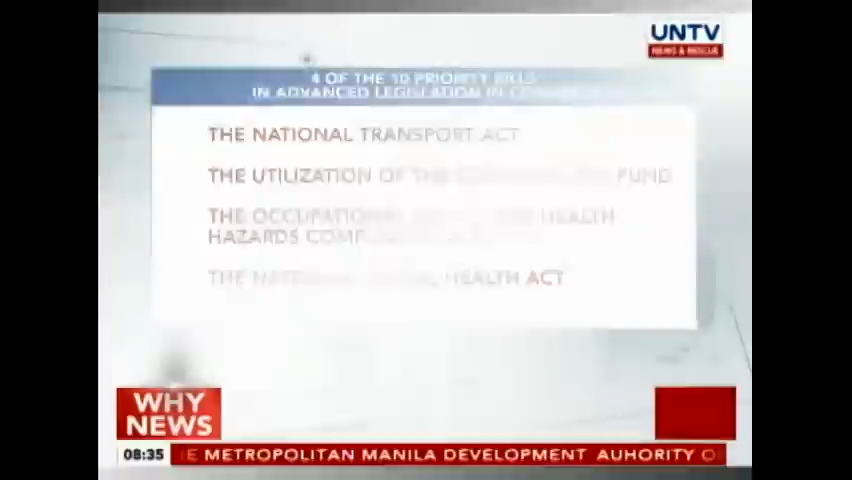 UNTV
NEWS & RESCUE
4 OF THE 10 PRIORITY BILLS
IN ADVANCED LEGISLATION IN
THE NATIONAL TRANSPORT ACT
THE UTILIZATION OF THE FUND
THE OCCUPATIONAL HEALTH
HAZARDS
THE HEALTH ACT
WHY
NEWS
08:35
E METROPOLITAN MANILA DEVELOPMENT AUHORITY O